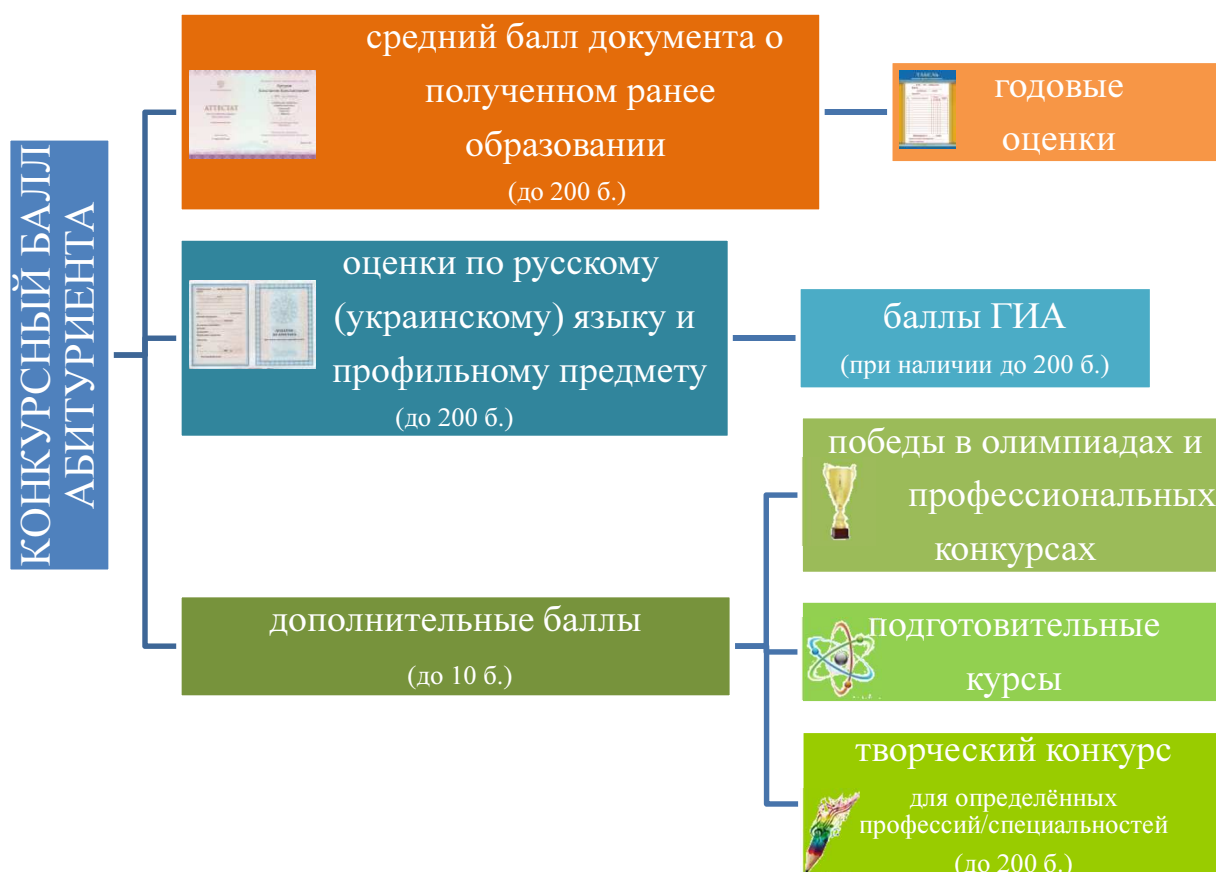 КОНКУРСНЫЙ БАЛЛ
АБИТУРИЕНТА
средний балл документа о
полученном ранее
образовании
(до 200 б.)
АТТЕСТАТ
годовые
оценки
ТАБЕЛЬ
оценки по русскому
(украинскому) языку и
профильному предмету
(до 200 б.)
баллы ГИА
(при наличии до 200 б.)
дополнительные баллы
(до 10 б.)
победы в олимпиадах и
профессиональных
конкурсах
подготовительные
курсы
творческий конкурс
для определённых
профессий/специальностей
(до 200 б.)